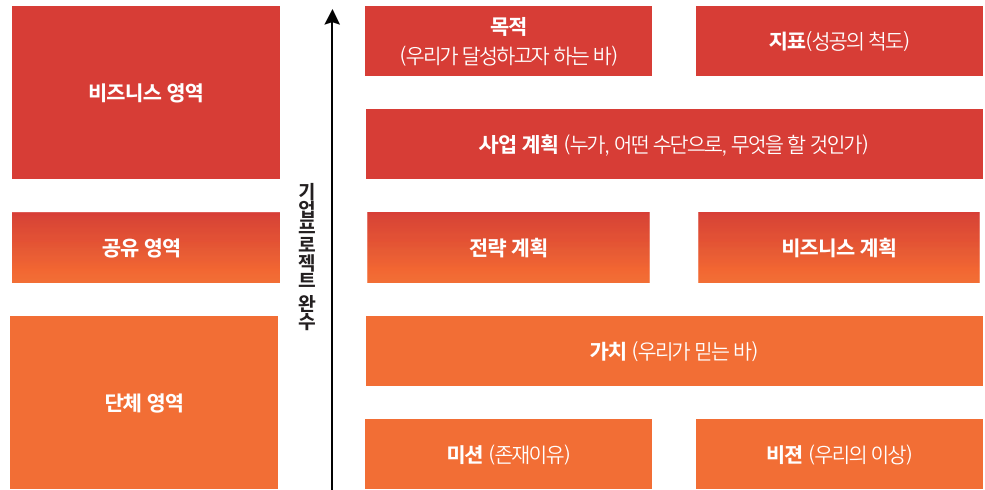 비즈니스 영역
공유 영역
단체 영역
기업프로젝트 완수
목적
(우리가 달성하고자 하는 바)
지표(성공의 척도)
사업 계획 (누가, 어떤 수단으로, 무엇을 할 것인가)
전략 계획
비즈니스 계획
가치 (우리가 믿는 바)
미션 (존재이유)
비젼 (우리의 이상)